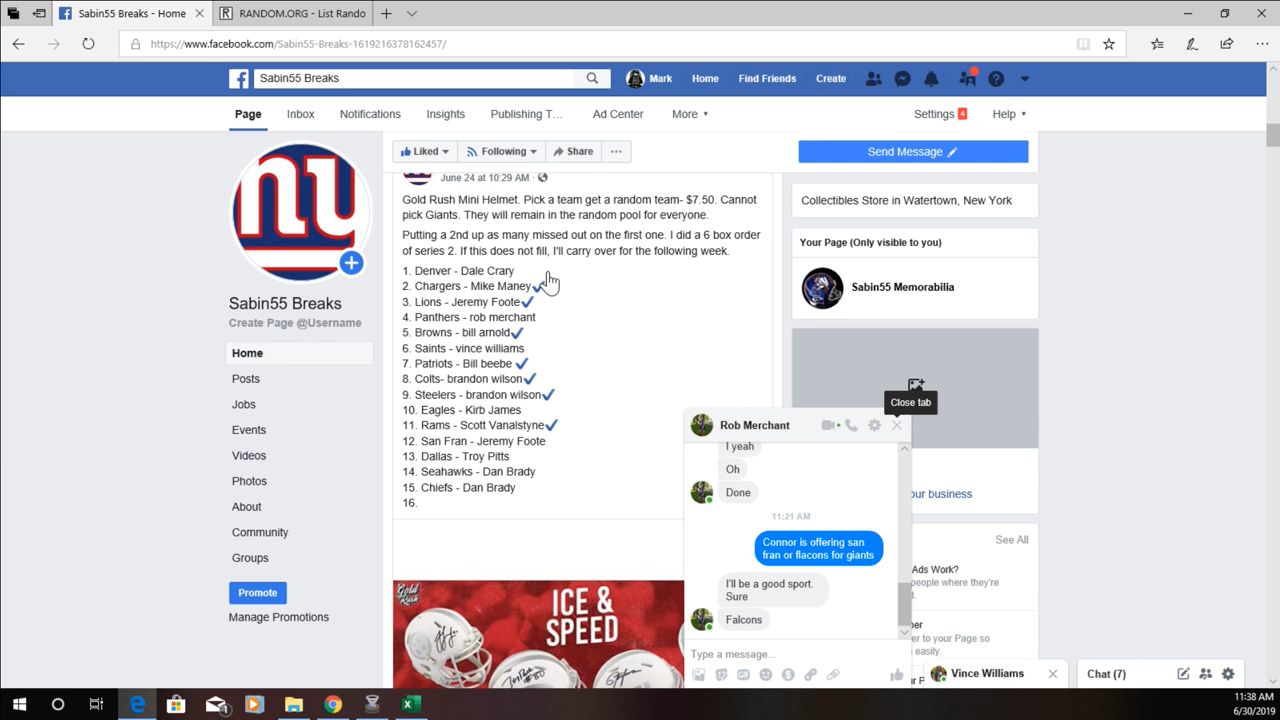 Sabin55 Breaks - Home
RANDOM.ORG - List Rando
https://www.facebook.com/Sabin55-Breaks-1619216378162457/
Sabin55 Breaks
Mark
Home
Find Friends
Create
Page
Inbox
Notifications
Insights
Publishing T...
Ad Center
More
Settings 4
Help
Liked
Following
Share
Send Message
ny
Sabin55 Breaks
Create Page @Username
Home
Posts
Jobs
Events
Videos
Photos
About
Community
Groups
Promote
Manage Promotions
June 24 at 10:29 AM
Gold Rush Mini Helmet. Pick a team get a random team- $7.50. Cannot
pick Giants. They will remain in the random pool for everyone.
Putting a 2nd up as many missed out on the first one. I did a 6 box order
of series 2. If this does not fill, I'll carry over for the following week.
1. Denver - Dale Crary
2. Chargers - Mike Maney
3. Lions - Jeremy Foote
4. Panthers - rob merchant
5. Browns - bill arnold
6. Saints - vince williams
7. Patriots - Bill beebe
8. Colts- brandon wilson
9. Steelers - brandon wilson
10. Eagles - Kirb James
11. Rams - Scott Vanalstyne
12. San Fran - Jeremy Foote
13. Dallas - Troy Pitts
14. Seahawks - Dan Brady
15. Chiefs - Dan Brady
16.
Gold Rush
ICE &
SPEED
Collectibles Store in Watertown, New York
Your Page (Only visible to you)
Sabin55 Memorabilia
Close tab
our business
See All
Ads Work?
people where they're
er to your Page so
easily.
Rob Merchant
I yeah
Oh
Done
11:21 AM
Connor is offering san
fran or flacons for giants
I'll be a good sport.
Sure
Falcons
Type a message...
Vince Williams
Chat (7)
11:38 AM
6/30/2019